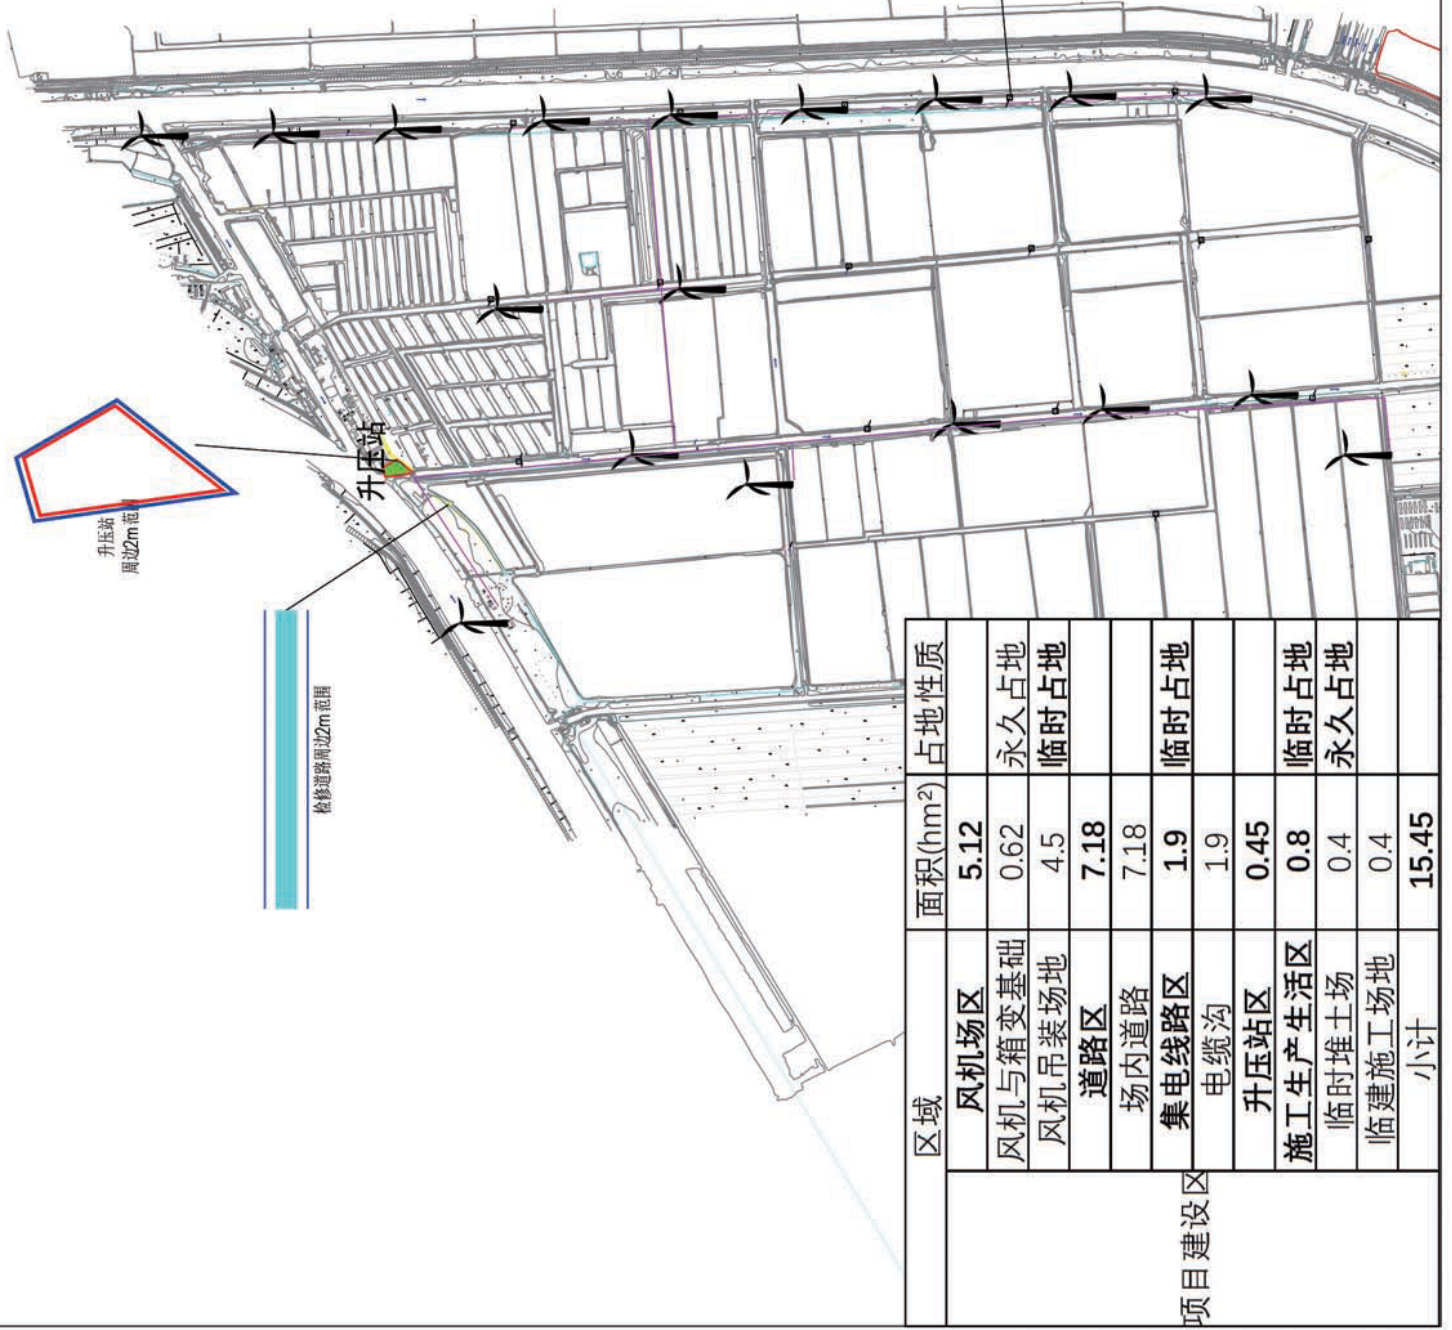 升压站
升压站
周边2m范围
检修道路周边2m范围
区域 面积(hm²) 占地性质
项目建设区
风机场区 5.12
风机与箱变基础 0.62 永久占地
风机吊装场地 4.5 临时占地
道路区 7.18
场内道路 7.18
集电线路区 1.9 临时占地
电缆沟 1.9
升压站区 0.45
施工生产生活区 0.8 临时占地
临时堆土场 0.4 永久占地
临建施工场地 0.4
小计 15.45